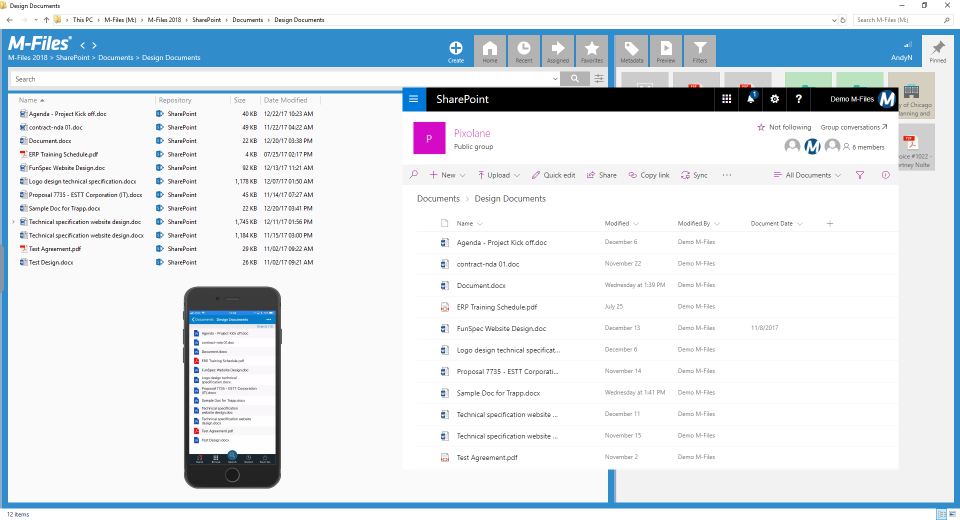 Design Documents
This PC > M-Files (M:) > M-Files 2018 > SharePoint > Documents > Design Documents
Search M-Files (M:)
M-Files®
M-Files 2018 > SharePoint > Documents > Design Documents
Create
Home
Recent
Assigned
Favorites
Metadata
Preview
Filters
AndyN
Pinned
Search
Name Repository Size Date Modified
Agenda - Project Kick off.doc SharePoint 40 KB 12/22/17 10:23 AM
contract-nda 01.doc SharePoint 49 KB 11/22/17 04:22 AM
Document.docx SharePoint 22 KB 12/20/17 03:38 PM
ERP Training Schedule.pdf SharePoint 4 KB 07/25/17 02:17 PM
FunSpec Website Design.doc SharePoint 92 KB 12/13/17 11:21 AM
Logo design technical specification.docx SharePoint 1,178 KB 12/07/17 01:50 AM
Proposal 7735 - ESTT Corporation (IT).docx SharePoint 45 KB 11/14/17 07:27 AM
Sample Doc for Trapp.docx SharePoint 22 KB 12/20/17 03:41 PM
Technical specification website design.doc SharePoint 1,745 KB 12/11/17 01:56 PM
Technical specification website design.docx SharePoint 1,184 KB 11/15/17 03:00 PM
Test Agreement.pdf SharePoint 29 KB 11/02/17 09:22 AM
Test Design.docx SharePoint 26 KB 11/02/17 09:21 AM
SharePoint
1
?
Demo M-Files
M
P
Pixolane
Public group
Not following Group conversations
M
6 members
New Upload Quick edit Share Copy link Sync ... All Documents
Documents > Design Documents
Name Modified Modified By Document Date
Agenda - Project Kick off.doc December 6 Demo M-Files
contract-nda 01.doc November 22 Demo M-Files
Document.docx Wednesday at 1:39 PM Demo M-Files
ERP Training Schedule.pdf July 25 Demo M-Files
FunSpec Website Design.doc December 13 Demo M-Files 11/8/2017
Logo design technical specificat... December 6 Demo M-Files
Proposal 7735 - ESTT Corporati... November 14 Demo M-Files
Sample Doc for Trapp.docx Wednesday at 1:41 PM Demo M-Files
Technical specification website ... December 11 Demo M-Files
Technical specification website ... November 15 Demo M-Files
Test Agreement.pdf November 2 Demo M-Files
y of Chicago
anning and
PDF
oice #1022 -
rtney Nolte
Documents Design Documents
Agenda - Project Kick off.doc
contract-nda 01.doc
Document.docx
ERP Training Schedule.pdf
FunSpec Website Design.doc
Logo design technical
specification.docx
Proposal 7735 - ESTT Corporation
(IT).docx
Sample Doc for Trapp.docx
Technical specification
website design.doc
Technical specification website
design.docx
Test Agreement.pdf
Test Design.docx
12 items